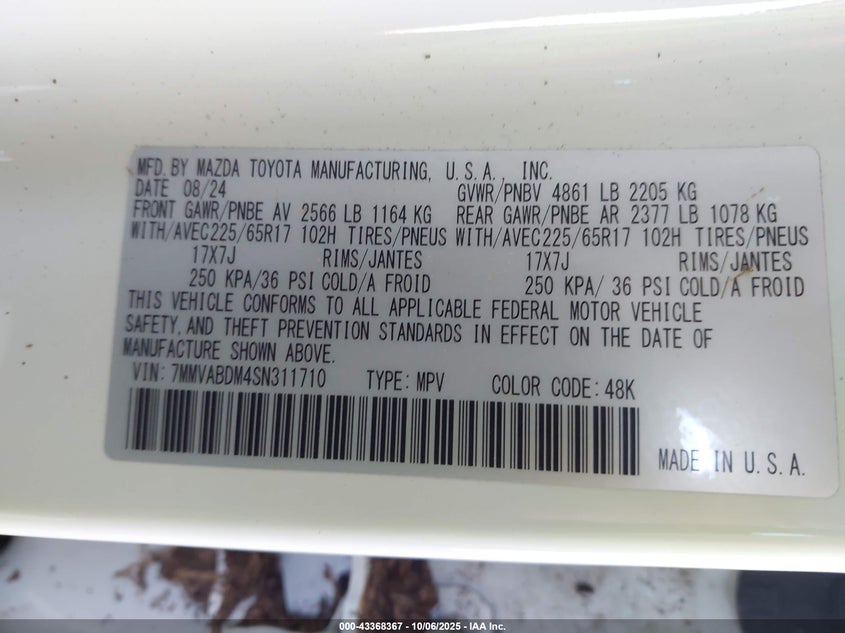 MFD. BY MAZDA TOYOTA MANUFACTURING, U.S.A., INC.
DATE 08/24 GVWR/PNBV 4861 LB 2205 KG
FRONT GAWR/PNBE AV 2566 LB 1164 KG REAR GAWR/PNBE AR 2377 LB 1078 KG
WITH/AVEC225/65R17 102H TIRES/PNEUS WITH/AVEC225/65R17 102H TIRES/PNEUS
17X7J RIMS/JANTES 17X7J RIMS/JANTES
250 KPA/36 PSI COLD/A FROID 250 KPA/ 36 PSI COLD/A FROID
THIS VEHICLE CONFORMS TO ALL APPLICABLE FEDERAL MOTOR VEHICLE
SAFETY, AND THEFT PREVENTION STANDARDS IN EFFECT ON THE DATE OF
MANUFACTURE SHOWN ABOVE.
VIN: 7MMVABDM4SN311710 TYPE: MPV COLOR CODE: 48K
MADE IN U.S.A.
000-43368367 - 10/06/2025 - IAA Inc.